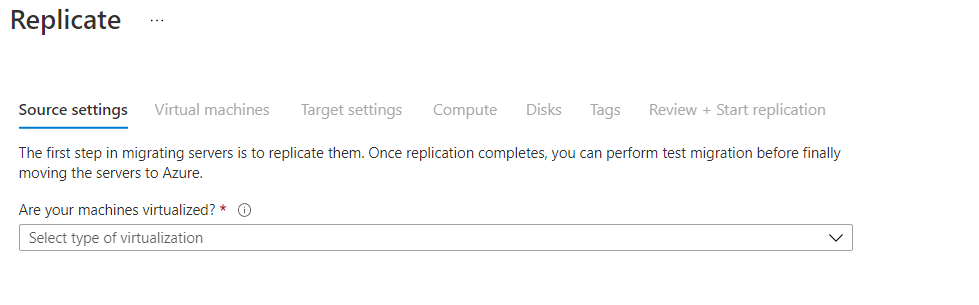 Replicate ...
Source settings Virtual machines Target settings Compute Disks Tags Review + Start replication
The first step in migrating servers is to replicate them. Once replication completes, you can perform test migration before finally
moving the servers to Azure.
Are your machines virtualized? *
Select type of virtualization